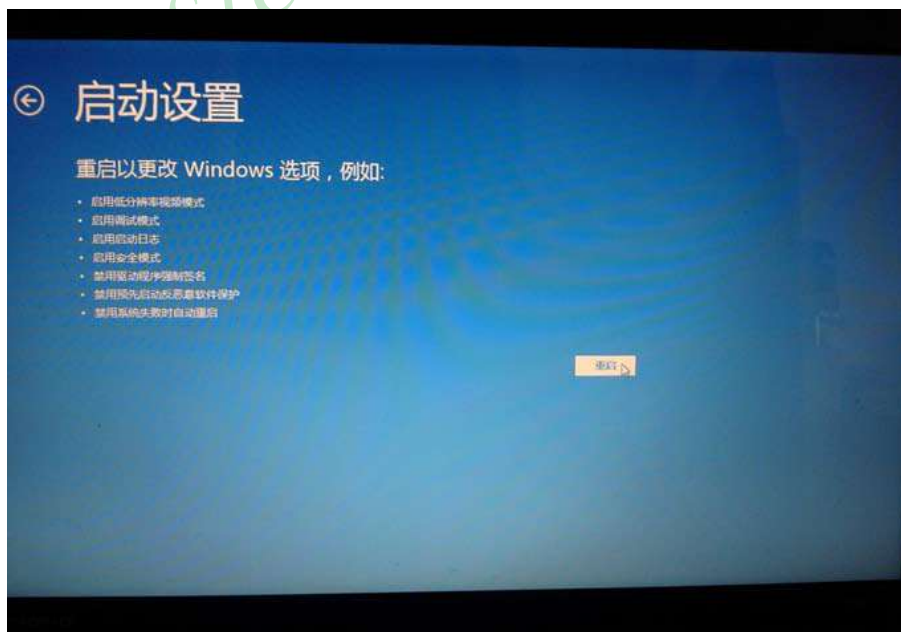 启动设置
重启以更改 Windows 选项，例如:
• 启用低分辨率视频模式
• 启用调试模式
• 启用启动日志
• 启用安全模式
• 禁用驱动程序强制签名
• 禁用预先启动反恶意软件保护
• 禁用系统失败时自动重启
重启